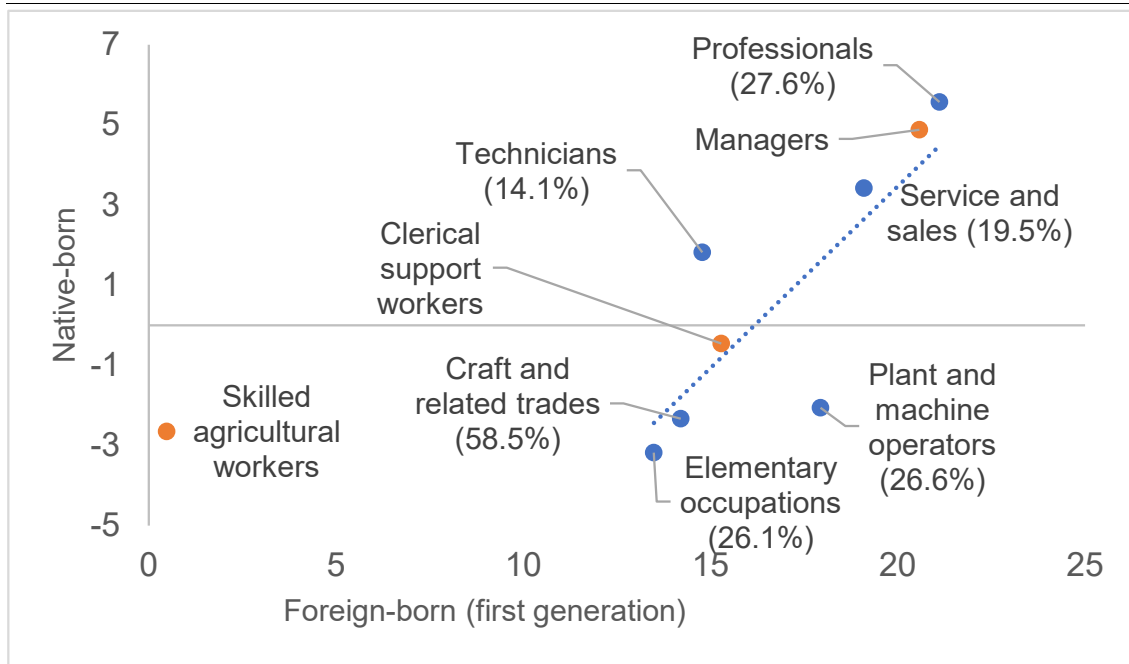 7
5
3
1
-1
-3
-5
Native-born
Professionals
(27.6%)
Managers
Technicians
(14.1%)
Service and
sales (19.5%)
Clerical
support
workers
Craft and
related trades
(58.5%)
Plant and
machine
operators
(26.6%)
Skilled
agricultural
workers
Elementary
occupations
(26.1%)
0
5
10
15
20
25
Foreign-born (first generation)